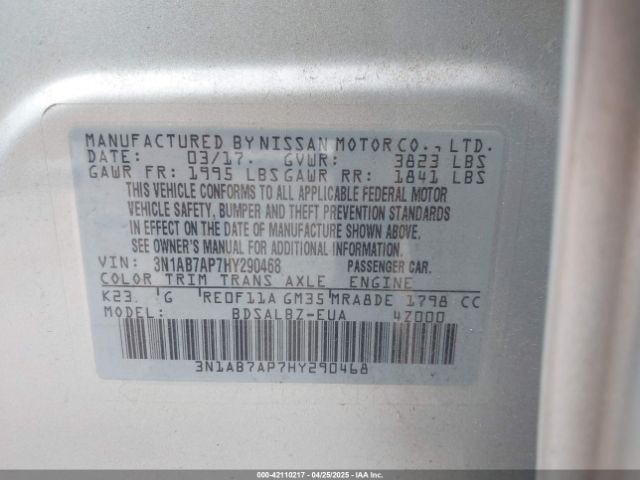 MANUFACTURED BY NISSAN MOTOR CO., LTD.
DATE: 03/17. GVWR: 3823 LBS
GAWR FR: 1995 LBS GAWR RR: 1841 LBS
THIS VEHICLE CONFORMS TO ALL APPLICABLE FEDERAL MOTOR
VEHICLE SAFETY, BUMPER AND THEFT PREVENTION STANDARDS
IN EFFECT ON THE DATE OF MANUFACTURE SHOWN ABOVE.
SEE OWNER'S MANUAL FOR ADDITIONAL INFORMATION.
VIN: 3N1AB7AP7HY290468 PASSENGER CAR.
COLOR TRIM TRANS AXLE ENGINE
K23 G RE0F11A GM35 MRA8DE 1798 CC
MODEL: BDSALBZ-EUA 4Z000
3N1AB7AP7HY290468
000-42110217 - 04/25/2025 - IAAI.com